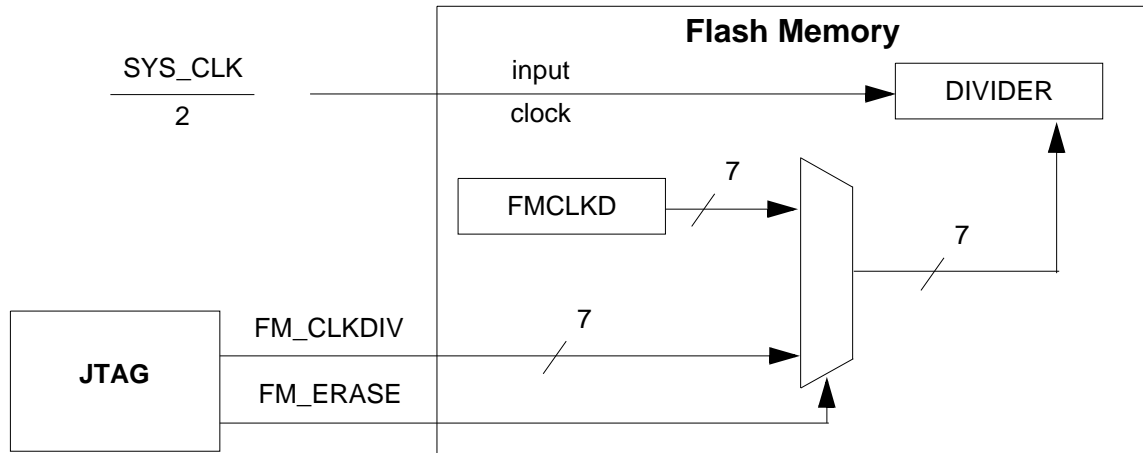 Flash Memory
SYS_CLK
2
input
clock
DIVIDER
7
FMCLKD
7
FM_CLKDIV
7
JTAG
FM_ERASE